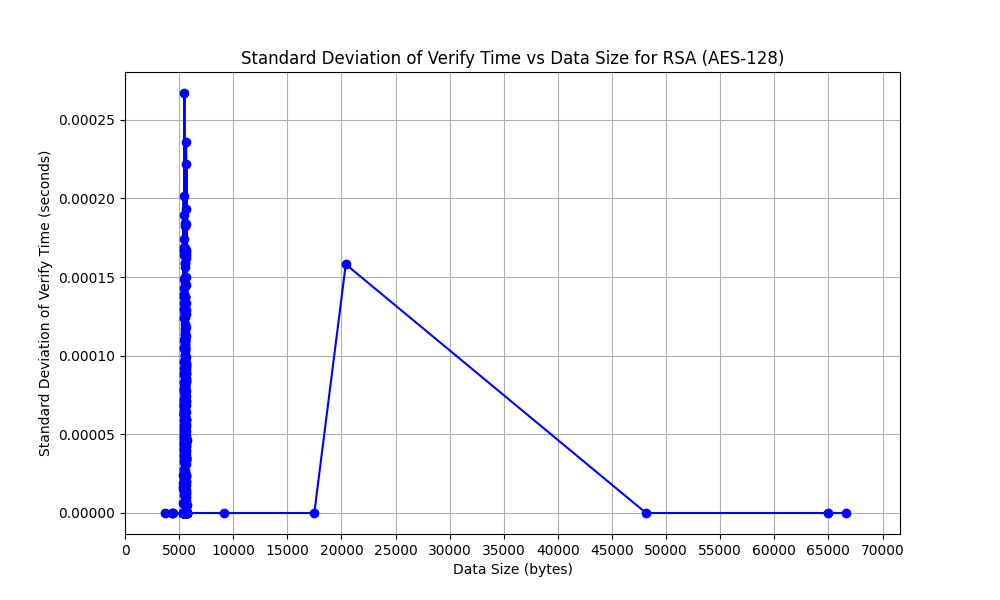 Standard Deviation of Verify Time vs Data Size for RSA (AES-128)
Standard Deviation of Verify Time (seconds)
0.00025
0.00020
0.00015
0.00010
0.00005
0.00000
0 5000 10000 15000 20000 25000 30000 35000 40000 45000 50000 55000 60000 65000 70000
Data Size (bytes)